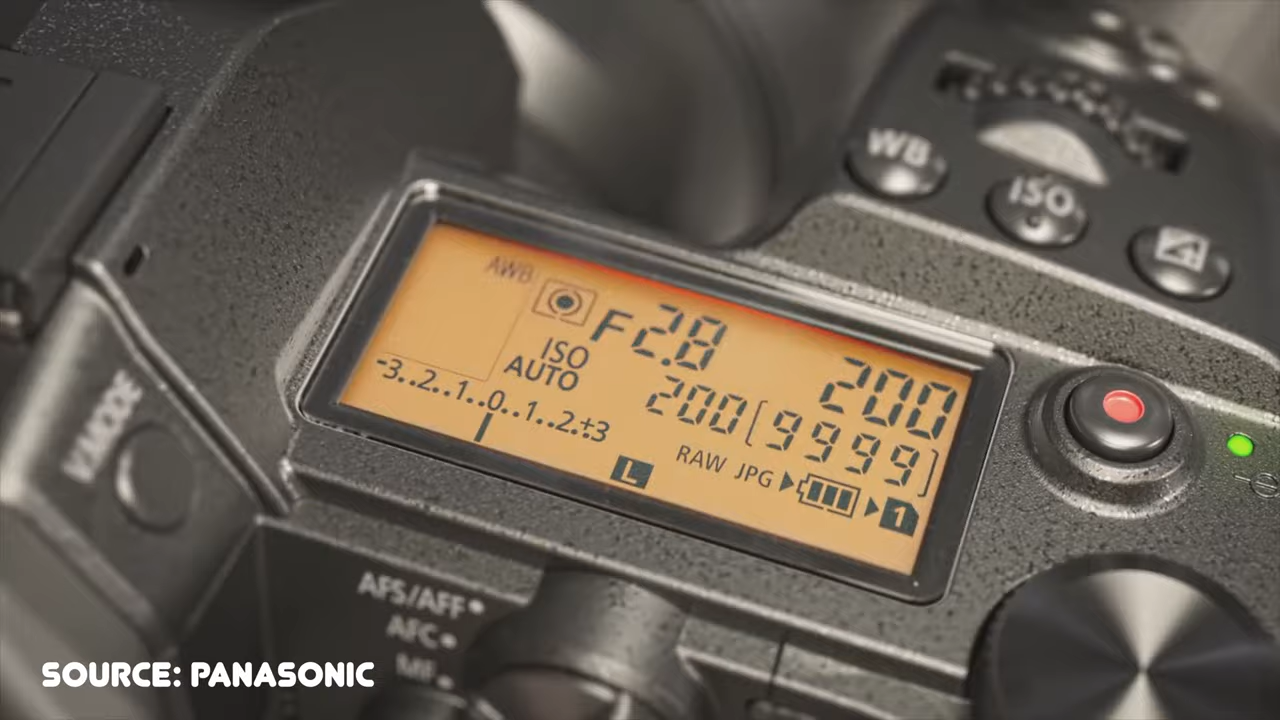 WB
ISO
AWB
F2.8
200
ISO
AUTO
200[9999]
-3..2..1..0..1..2.±3
RAW JPG
L
1
V.MODE
AFS/AFF
AFC
MF
SOURCE: PANASONIC